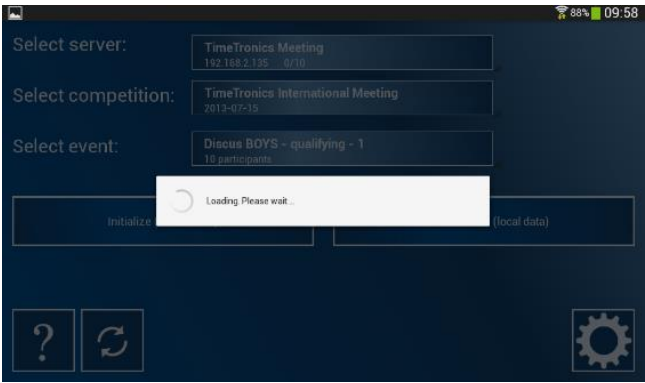 88% 09:58
Select server:
TimeTronics Meeting
192.168.2.135 0/10
Select competition:
TimeTronics International Meeting
2013-07-15
Select event:
Discus BOYS - qualifying - 1
10 participants
Loading. Please wait...
Initialize
(local data)
?